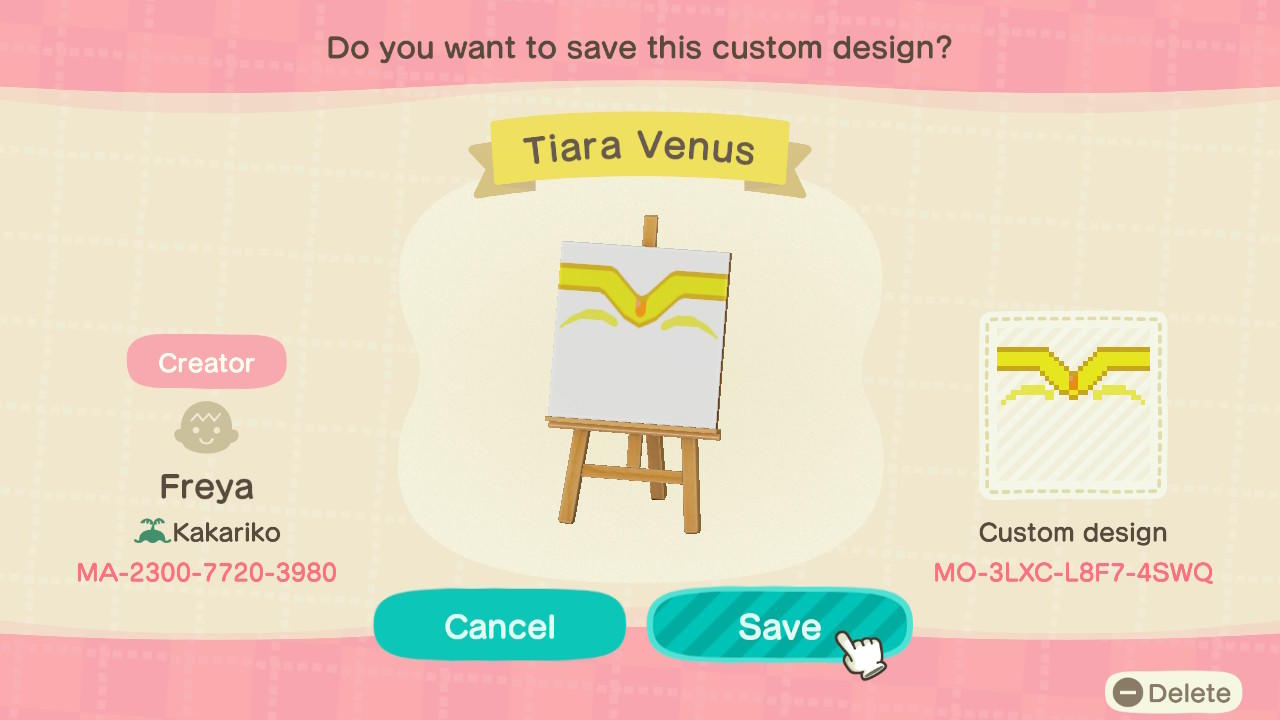 Do you want to save this custom design?
Tiara Venus
Creator
Freya
Kakariko
MA-2300-7720-3980
Custom design
MO-3LXC-L8F7-4SWQ
Cancel
Save
Delete